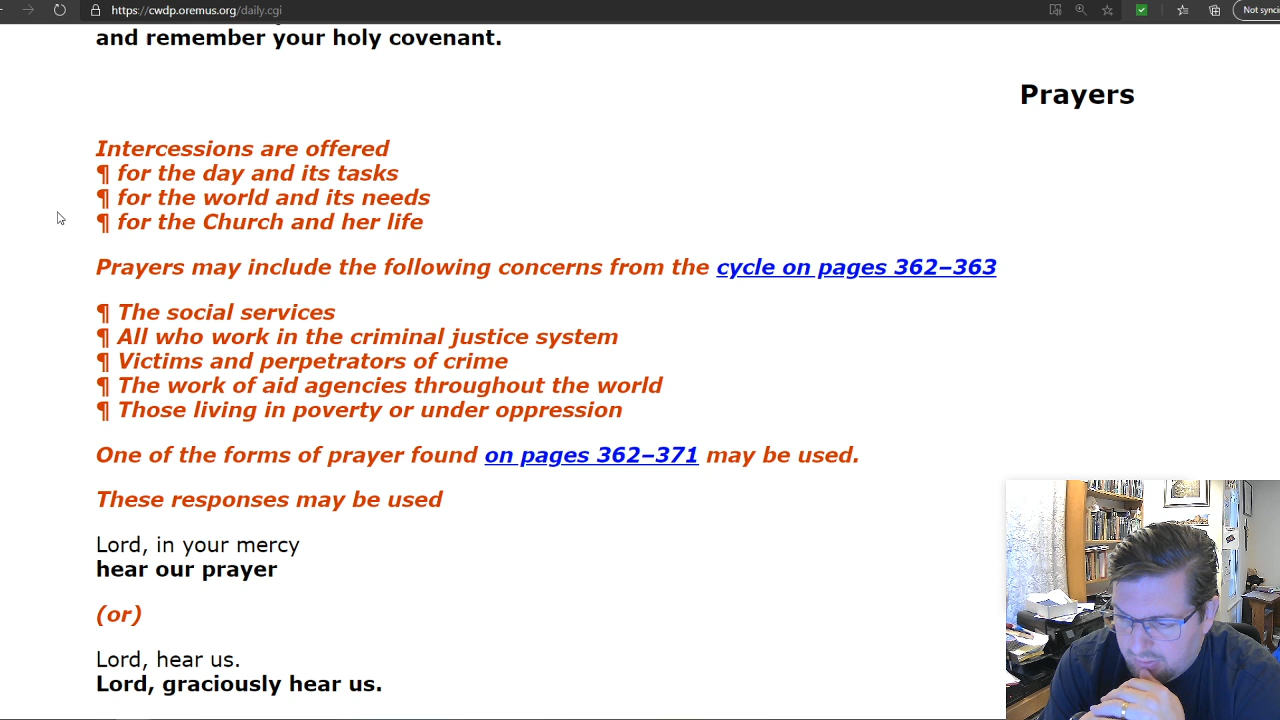 https://cwdp.oremus.org/daily.cgi
Not synci
and remember your holy covenant.
Prayers
Intercessions are offered
¶ for the day and its tasks
¶ for the world and its needs
¶ for the Church and her life
Prayers may include the following concerns from the cycle on pages 362–363
¶ The social services
¶ All who work in the criminal justice system
¶ Victims and perpetrators of crime
¶ The work of aid agencies throughout the world
¶ Those living in poverty or under oppression
One of the forms of prayer found on pages 362–371 may be used.
These responses may be used
Lord, in your mercy
hear our prayer
(or)
Lord, hear us.
Lord, graciously hear us.